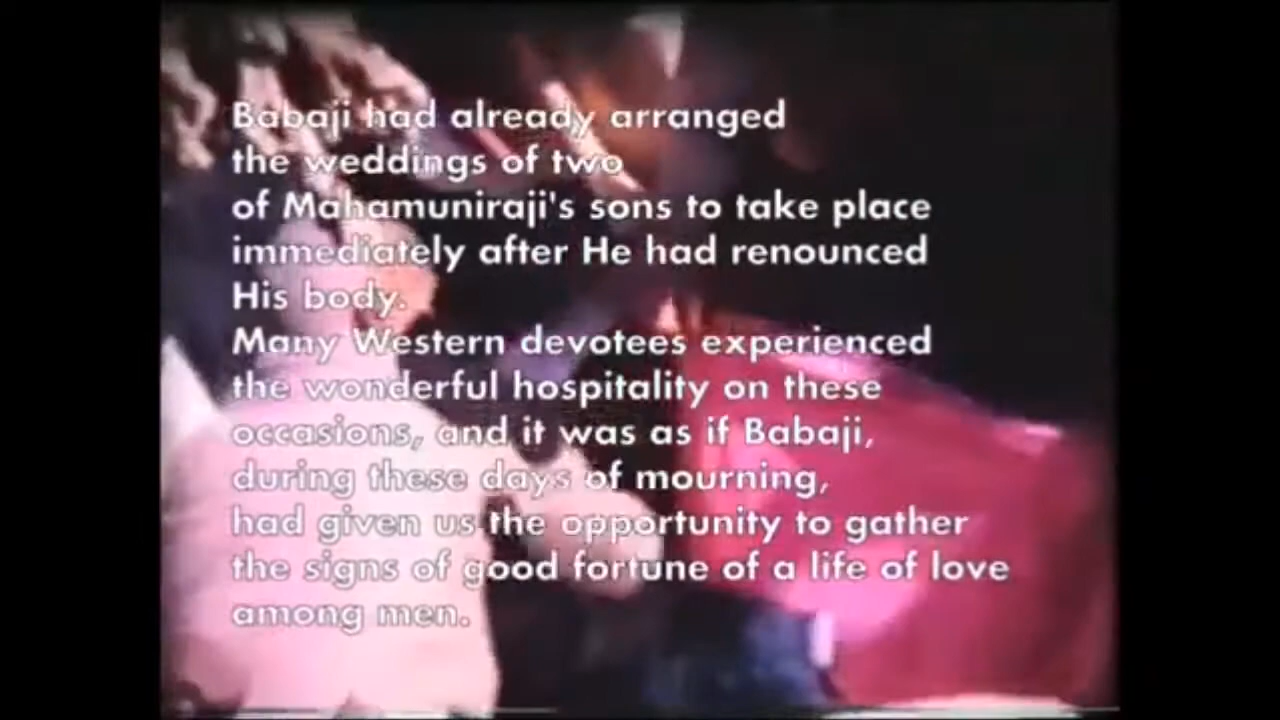 Babaji had already arranged
the weddings of two
of Mahamuniraji's sons to take place
immediately after He had renounced
His body.
Many Western devotees experienced
the wonderful hospitality on these
occasions, and it was as if Babaji,
during these days of mourning,
had given us the opportunity to gather
the signs of good fortune of a life of love
among men.